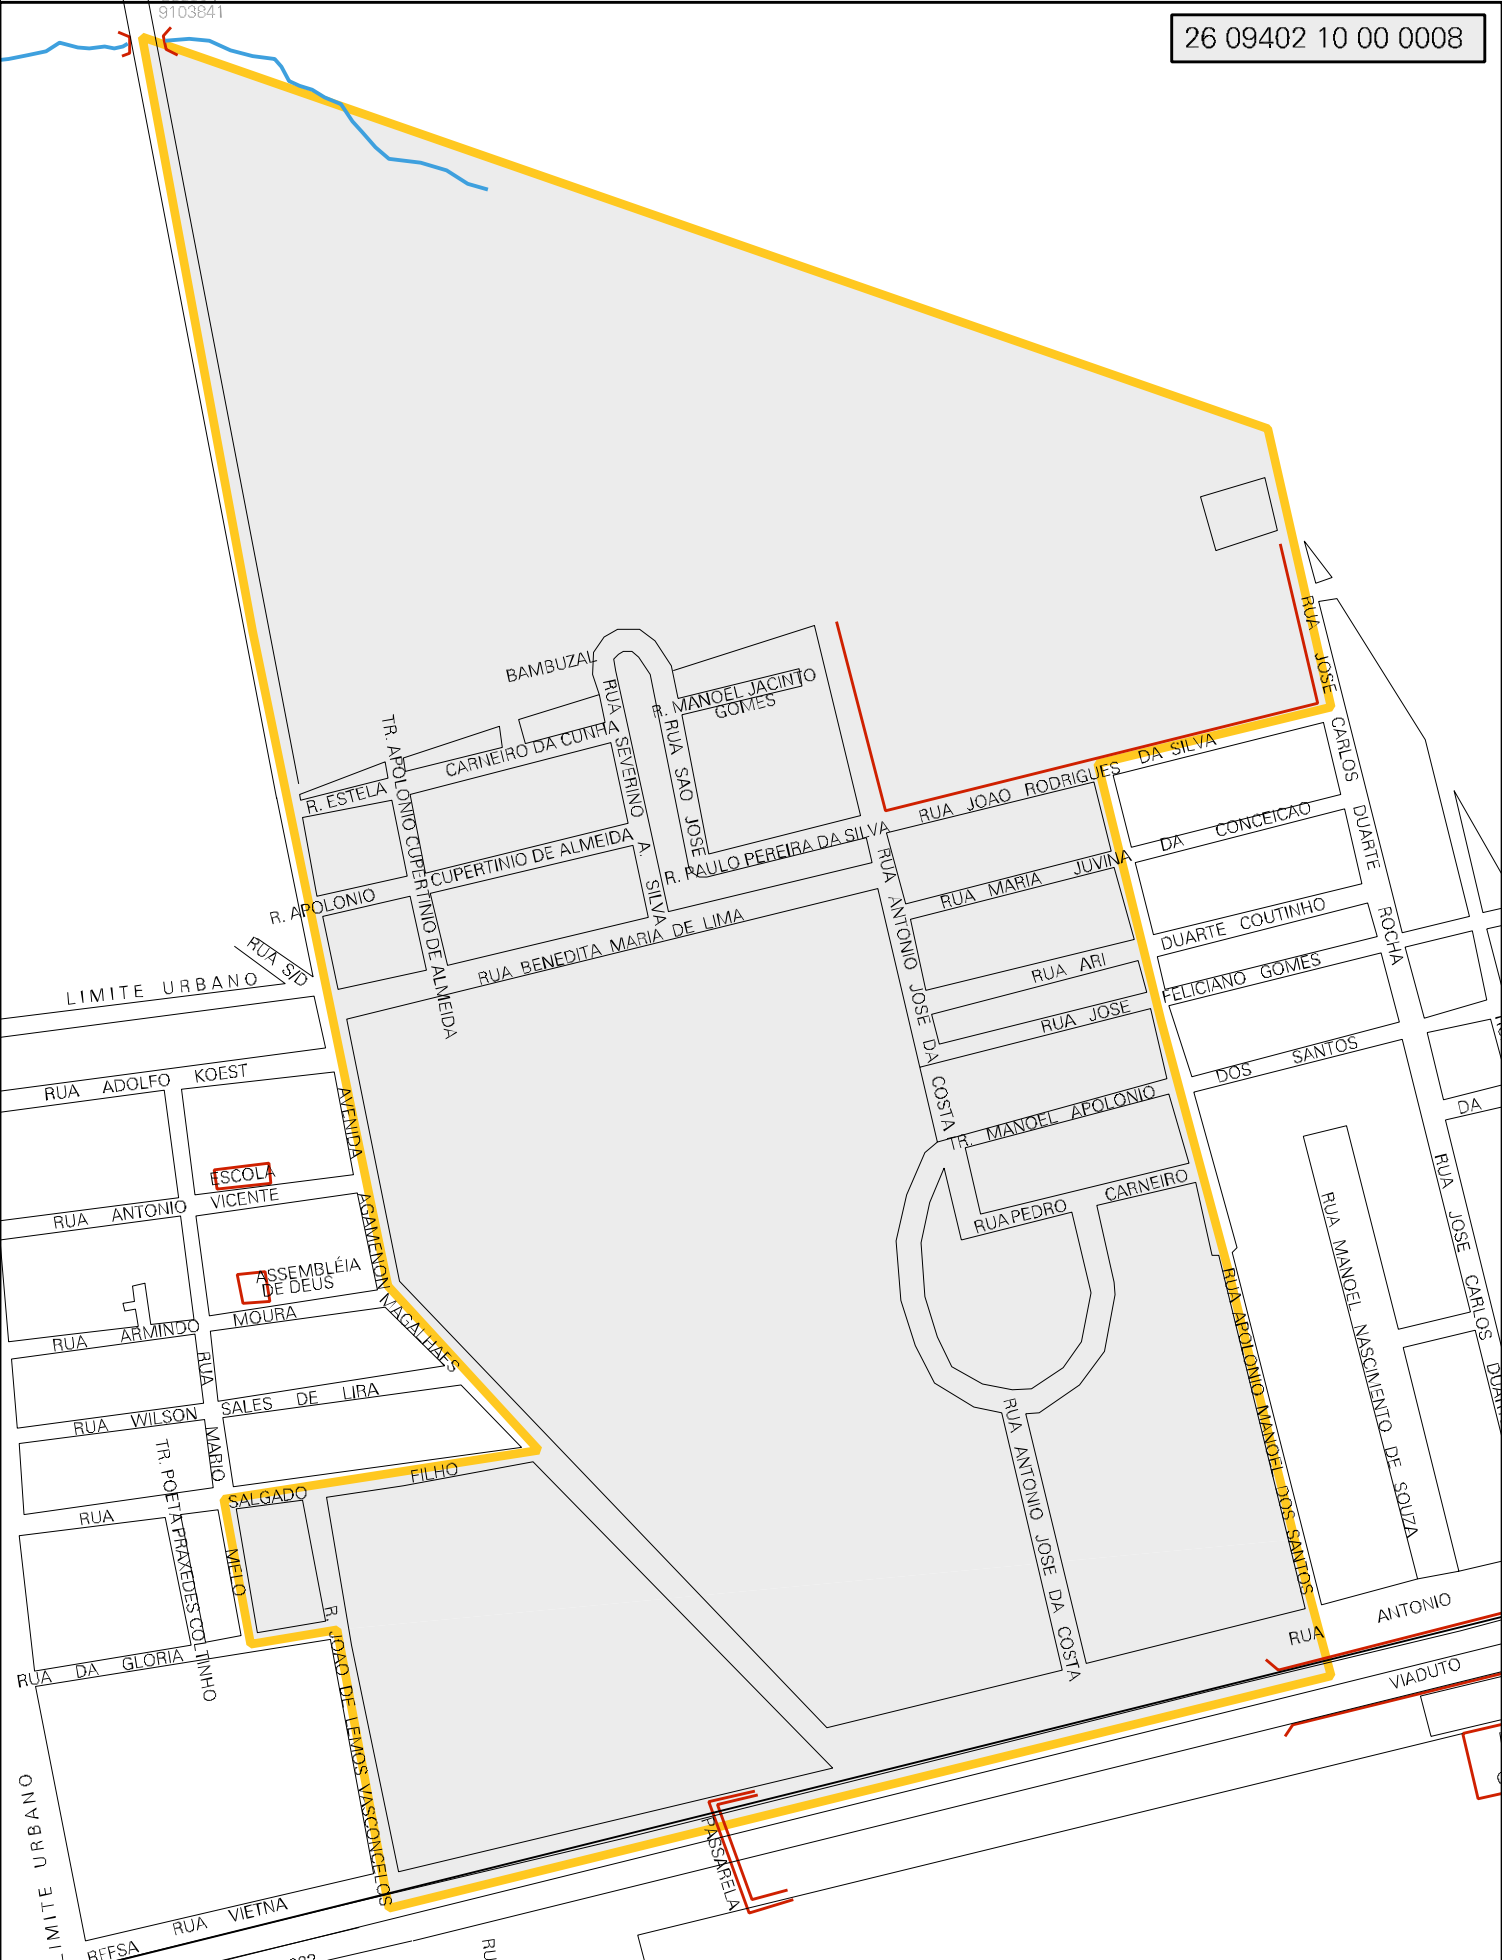 9103841
26 09402 10 00 0008
RUA JOSE CARLOS DUARTE ROCHA
BAMBUZAL
R. MANOEL JACINTO
GOMES
RUA SEVERINO A. SILVA
RUA SAO JOSE
TR. APOLONIO CUPERTINIO DE ALMEIDA
R. ESTELA CARNEIRO DA CUNHA
R. APOLONIO CUPERTINIO DE ALMEIDA
R. PAULO PEREIRA DA SILVA
RUA JOAO RODRIGUES DA SILVA
RUA BENEDITA MARIA DE LIMA
RUA MARIA JUVINA DA CONCEICAO
RUA ANTONIO JOSE DA COSTA
RUA ARI DUARTE COUTINHO
RUA JOSE FELICIANO GOMES
RUA S/D
LIMITE URBANO
TR. MANOEL APOLONIO DOS SANTOS
DA
RUA ADOLFO KOEST
AVENIDA AGAMENON MAGALHAES
ESCOLA
RUA ANTONIO VICENTE
RUA PEDRO CARNEIRO
ASSEMBLÉIA
DE DEUS
RUA ARMINDO MOURA
RUA MARIO MELO
RUA WILSON SALES DE LIRA
RUA SALGADO FILHO
TR. POETA PRAXEDES COLTINHO
RUA ANTONIO JOSE DA COSTA
RUA APOLONIO MANOEL DOS SANTOS
RUA MANOEL NASCIMENTO DE SOUZA
RUA JOSE CARLOS
RUA DA GLORIA
R. JOAO DE LEMOS VASCONCELOS
RUA ANTONIO
VIADUTO
PASSARELA
LIMITE URBANO
RUA VIETNA
RFFSA
RU